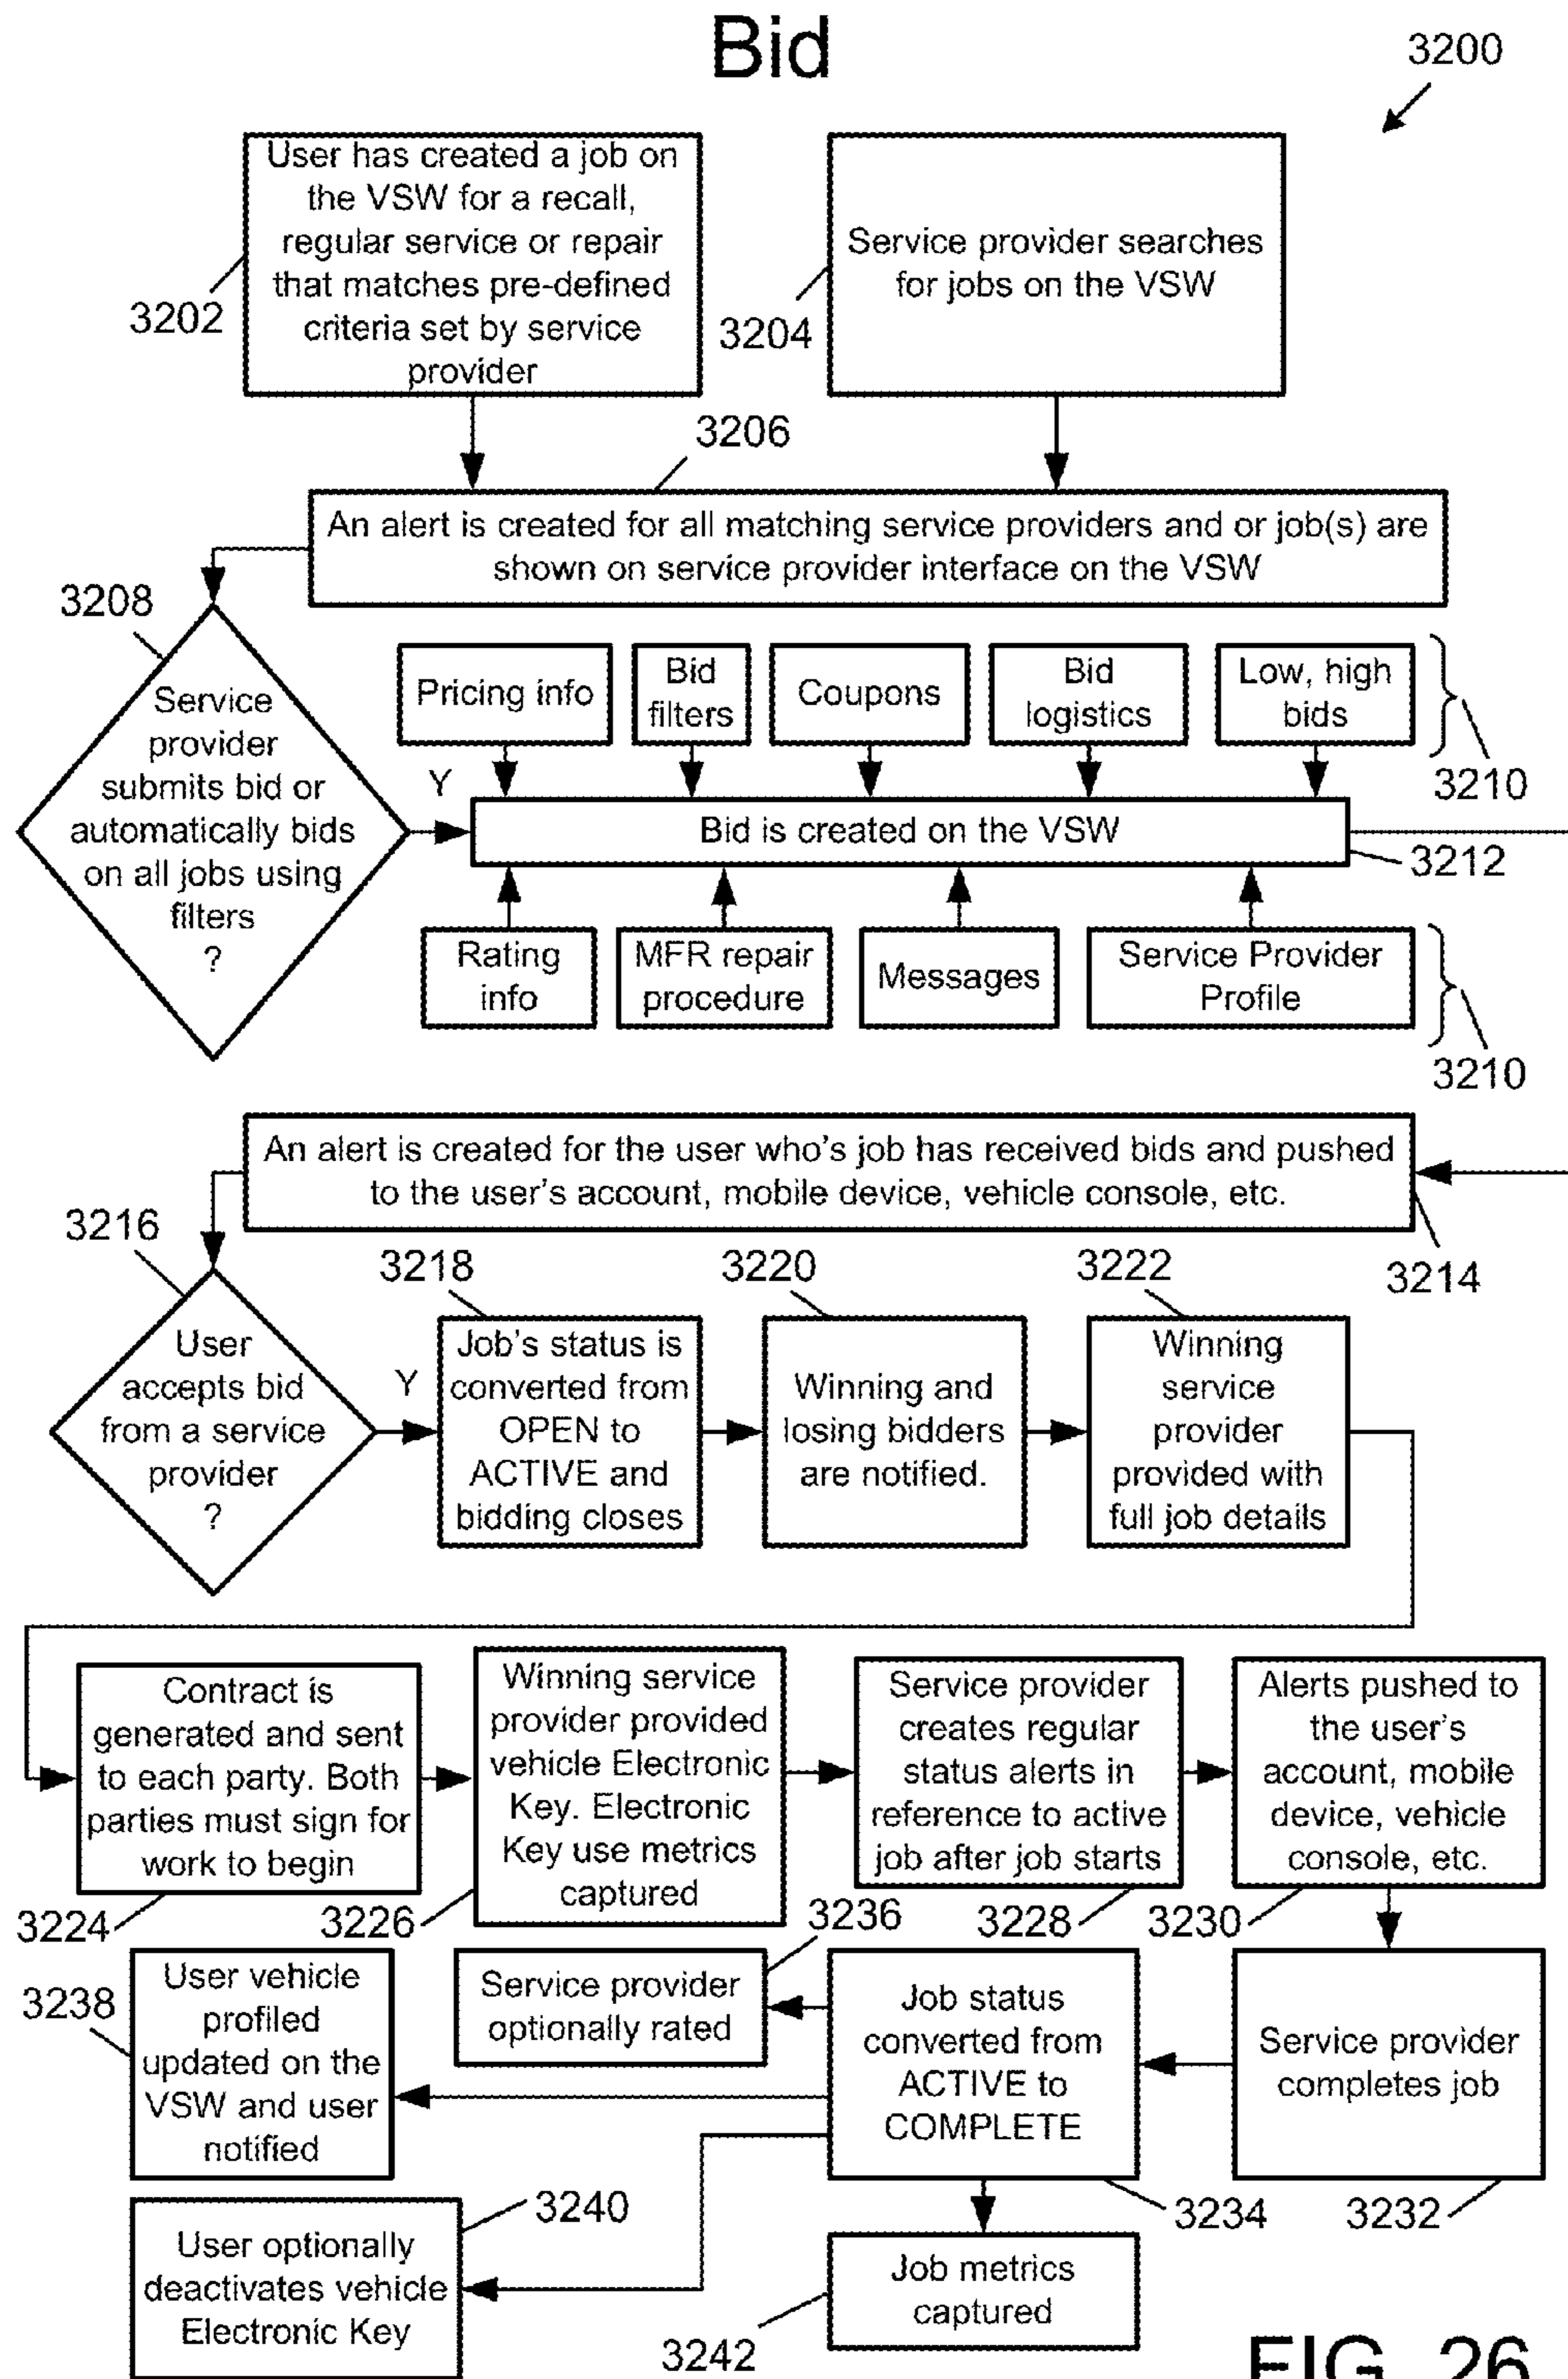 Bid
3200
User has created a job on
the VSW for a recall,
regular service or repair
that matches pre-defined
criteria set by service
provider
3202
Service provider searches
for jobs on the VSW
3204
3206
An alert is created for all matching service providers and or job(s) are
shown on service provider interface on the VSW
3208
Service
provider
submits bid or
automatically bids
on all jobs using
filters
?
Y
Pricing info
Bid
filters
Coupons
Bid
logistics
Low, high
bids
3210
Bid is created on the VSW
3212
Rating
info
MFR repair
procedure
Messages
Service Provider
Profile
3210
An alert is created for the user who's job has received bids and pushed
to the user's account, mobile device, vehicle console, etc.
3214
3216
User
accepts bid
from a service
provider
?
Y
3218
Job's status is
converted from
OPEN to
ACTIVE and
bidding closes
3220
Winning and
losing bidders
are notified.
3222
Winning
service
provider
provided with
full job details
Contract is
generated and sent
to each party. Both
parties must sign for
work to begin
3224
Winning service
provider provided
vehicle Electronic
Key. Electronic
Key use metrics
captured
3226
Service provider
creates regular
status alerts in
reference to active
job after job starts
3228
Alerts pushed to
the user's
account, mobile
device, vehicle
console, etc.
3230
3236
Service provider
optionally rated
3238
User vehicle
profiled
updated on the
VSW and user
notified
Job status
converted from
ACTIVE to
COMPLETE
3234
Service provider
completes job
3232
3240
User optionally
deactivates vehicle
Electronic Key
Job metrics
captured
3242
FIG. 26